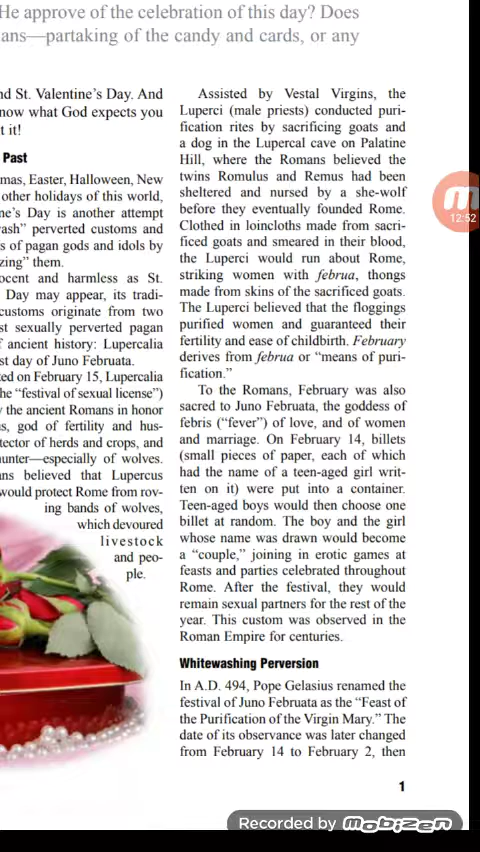 He approve of the celebration of this day? Does
ans—partaking of the candy and cards, or any
nd St. Valentine's Day. And
now what God expects you
t it!
Past
mas, Easter, Halloween, New
other holidays of this world,
ne's Day is another attempt
ash" perverted customs and
s of pagan gods and idols by
zing" them.
ocent and harmless as St.
Day may appear, its tradi-
customs originate from two
st sexually perverted pagan
f ancient history: Lupercalia
st day of Juno Februata.
ted on February 15, Lupercalia
he "festival of sexual license")
y the ancient Romans in honor
s, god of fertility and hus-
tector of herds and crops, and
unter—especially of wolves.
ans believed that Lupercus
would protect Rome from rov-
ing bands of wolves,
which devoured
livestock
and peo-
ple.
Assisted by Vestal Virgins, the
Luperci (male priests) conducted puri-
fication rites by sacrificing goats and
a dog in the Lupercal cave on Palatine
Hill, where the Romans believed the
twins Romulus and Remus had been
sheltered and nursed by a she-wolf
before they eventually founded Rome.
Clothed in loincloths made from sacri-
ficed goats and smeared in their blood,
the Luperci would run about Rome,
striking women with februa, thongs
made from skins of the sacrificed goats.
The Luperci believed that the floggings
purified women and guaranteed their
fertility and ease of childbirth. February
derives from februa or "means of puri-
fication."
To the Romans, February was also
sacred to Juno Februata, the goddess of
febris ("fever") of love, and of women
and marriage. On February 14, billets
(small pieces of paper, each of which
had the name of a teen-aged girl writ-
ten on it) were put into a container.
Teen-aged boys would then choose one
billet at random. The boy and the girl
whose name was drawn would become
a "couple," joining in erotic games at
feasts and parties celebrated throughout
Rome. After the festival, they would
remain sexual partners for the rest of the
year. This custom was observed in the
Roman Empire for centuries.
Whitewashing Perversion
In A.D. 494, Pope Gelasius renamed the
festival of Juno Februata as the "Feast of
the Purification of the Virgin Mary." The
date of its observance was later changed
from February 14 to February 2, then
1
12:52
Recorded by Mobizen